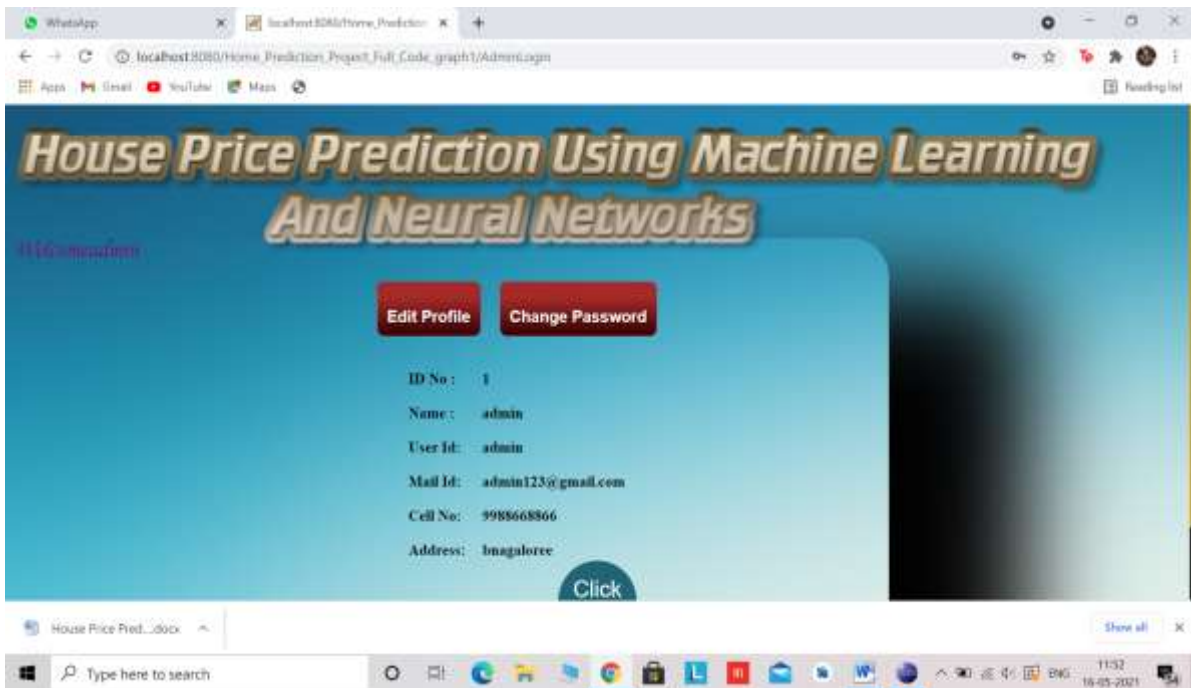 WhatsApp
localhost:8080/Home_Prediction
localhost:8080/Home_Prediction_Project_Full_Code_graph1/AdminLogin
Apps Gmail YouTube Maps
Reading list
House Price Prediction Using Machine Learning
And Neural Networks
Edit Profile Change Password
ID No : 1
Name : admin
User Id: admin
Mail Id: admin123@gmail.com
Cell No: 9988668866
Address: bnagaloree
Click
House Price Pred....docx
Show all
Type here to search
ENG
11:52
16-05-2021